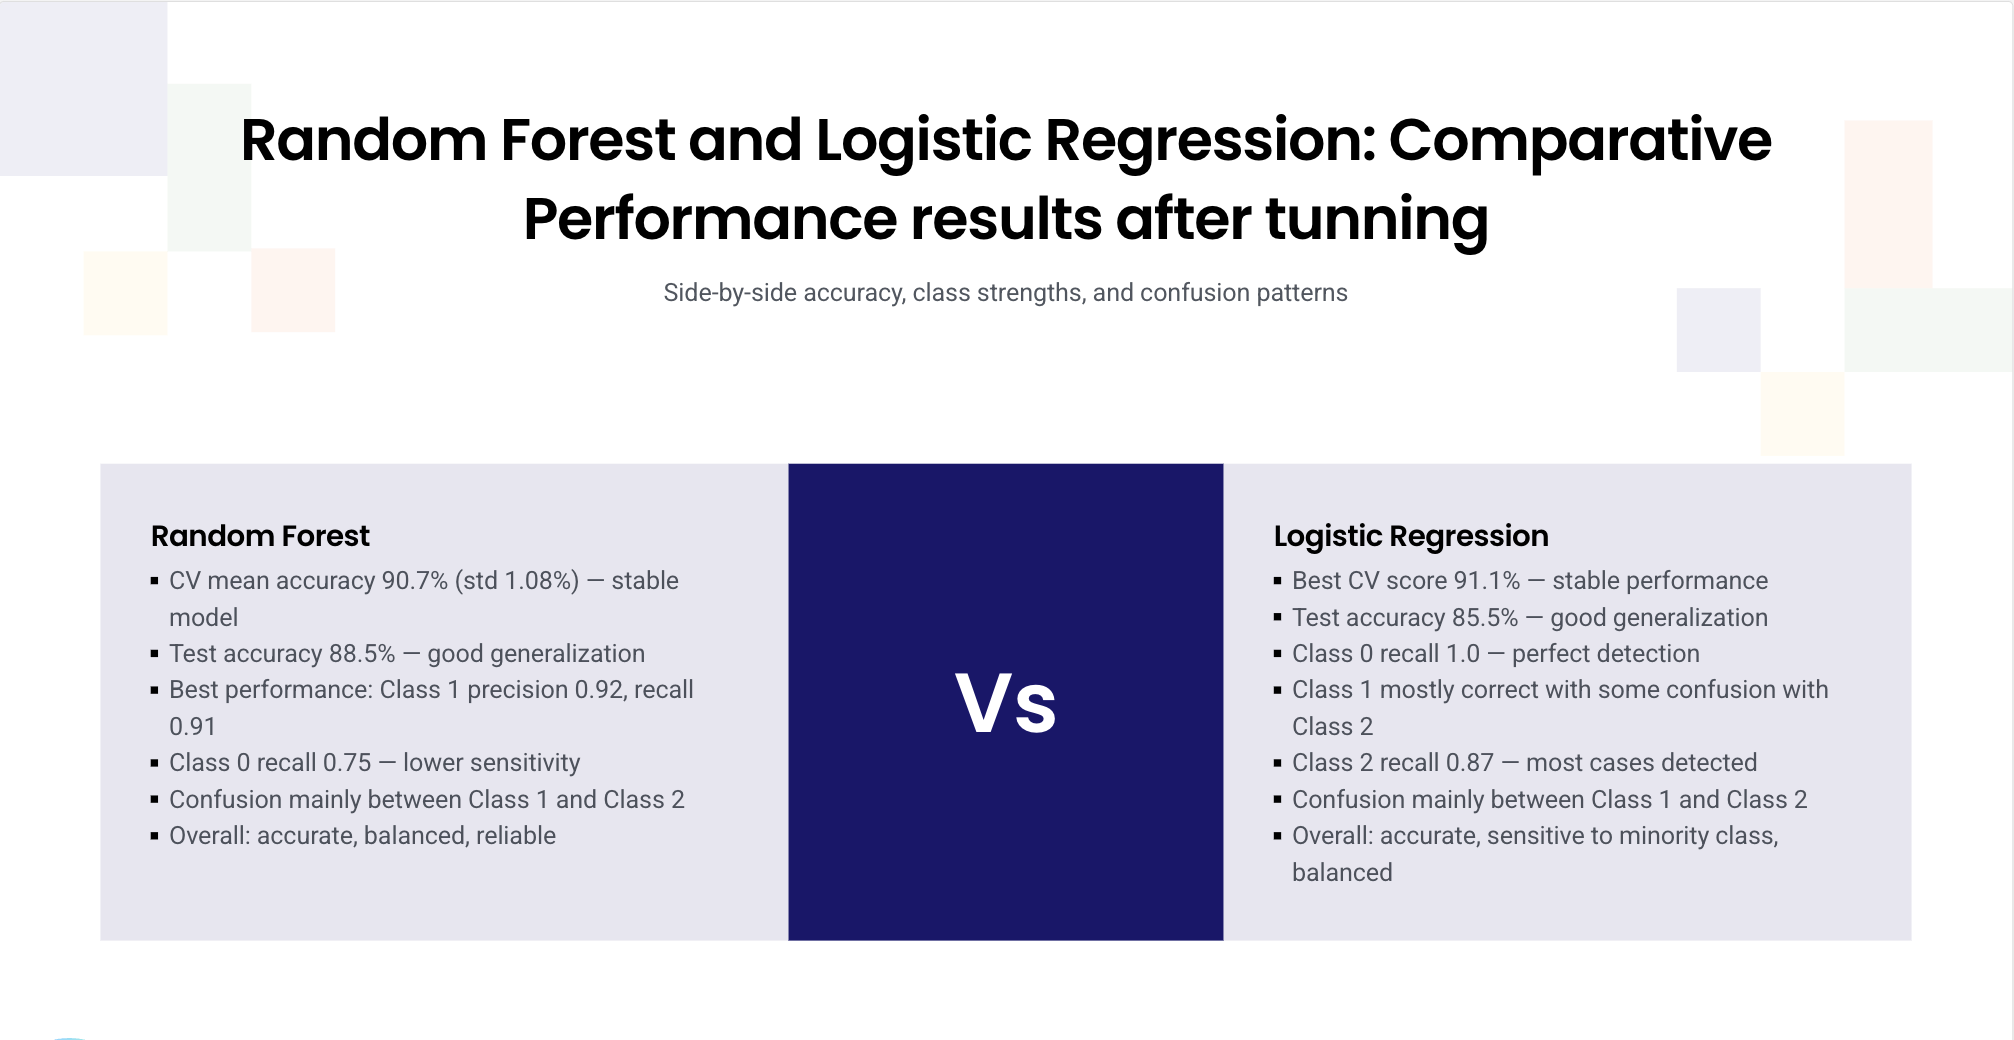 Random Forest and Logistic Regression: Comparative
Performance results after tunning
Side-by-side accuracy, class strengths, and confusion patterns
Random Forest
▪ CV mean accuracy 90.7% (std 1.08%) — stable
model
▪ Test accuracy 88.5% — good generalization
▪ Best performance: Class 1 precision 0.92, recall
0.91
▪ Class 0 recall 0.75 — lower sensitivity
▪ Confusion mainly between Class 1 and Class 2
▪ Overall: accurate, balanced, reliable
Vs
Logistic Regression
▪ Best CV score 91.1% — stable performance
▪ Test accuracy 85.5% — good generalization
▪ Class 0 recall 1.0 — perfect detection
▪ Class 1 mostly correct with some confusion with
Class 2
▪ Class 2 recall 0.87 — most cases detected
▪ Confusion mainly between Class 1 and Class 2
▪ Overall: accurate, sensitive to minority class,
balanced